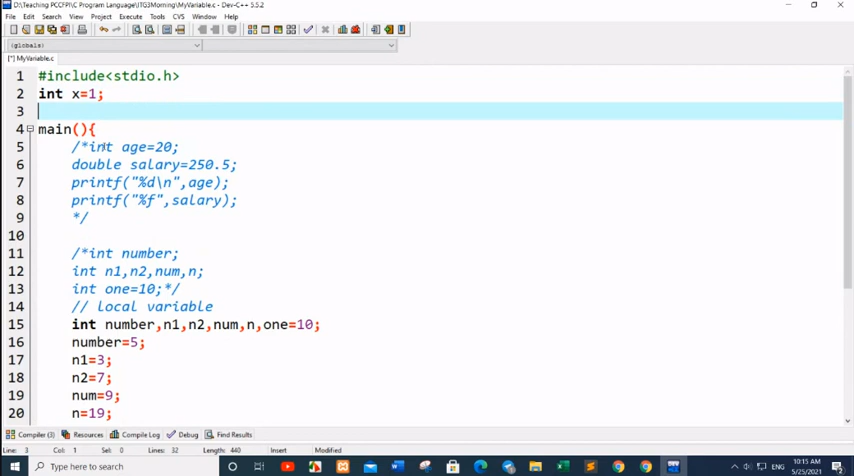 D:\Teaching PCCFP\C Program Language\ITG3Morning\MyVariable.c - Dev-C++ 5.5.2
File Edit Search View Project Execute Tools CVS Window Help
(globals)
[*] MyVariable.c
1 #include<stdio.h>
2 int x=1;
3
4 main(){
5 /*int age=20;
6 double salary=250.5;
7 printf("%d\n",age);
8 printf("%f",salary);
9 */
10
11 /*int number;
12 int n1,n2,num,n;
13 int one=10;*/
14 // local variable
15 int number,n1,n2,num,n,one=10;
16 number=5;
17 n1=3;
18 n2=7;
19 num=9;
20 n=19;
Compiler (3) Resources Compile Log Debug Find Results
Line: 3 Col: 1 Sel: 0 Lines: 32 Length: 440 Insert Modified
Type here to search
ENG
10:15 AM
5/25/2021